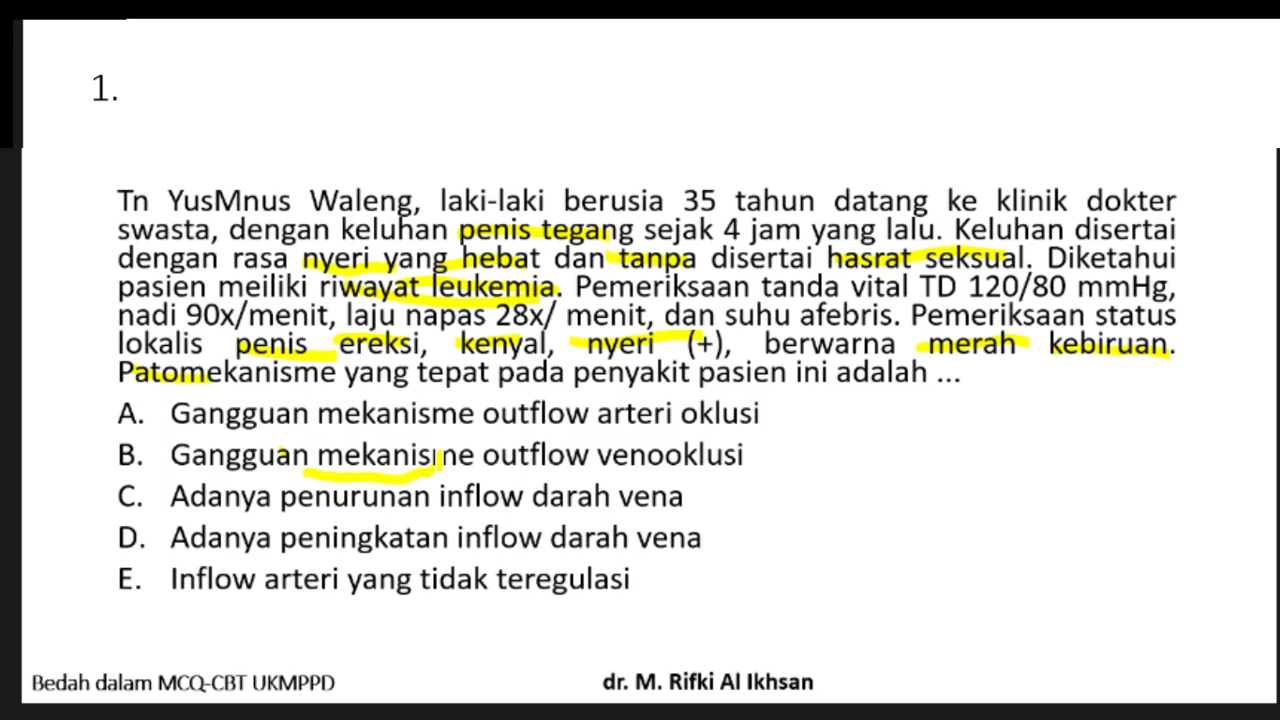 1.
Tn YusMnus Waleng, laki-laki berusia 35 tahun datang ke klinik dokter
swasta, dengan keluhan penis tegang sejak 4 jam yang lalu. Keluhan disertai
dengan rasa nyeri yang hebat dan tanpa disertai hasrat seksual. Diketahui
pasien meiliki riwayat leukemia. Pemeriksaan tanda vital TD 120/80 mmHg,
nadi 90x/menit, laju napas 28x/ menit, dan suhu afebris. Pemeriksaan status
lokalis penis ereksi, kenyal, nyeri (+), berwarna merah kebiruan.
Patomekanisme yang tepat pada penyakit pasien ini adalah ...
A. Gangguan mekanisme outflow arteri oklusi
B. Gangguan mekanisme outflow venooklusi
C. Adanya penurunan inflow darah vena
D. Adanya peningkatan inflow darah vena
E. Inflow arteri yang tidak teregulasi
Bedah dalam MCQ-CBT UKMPPD
dr. M. Rifki Al Ikhsan